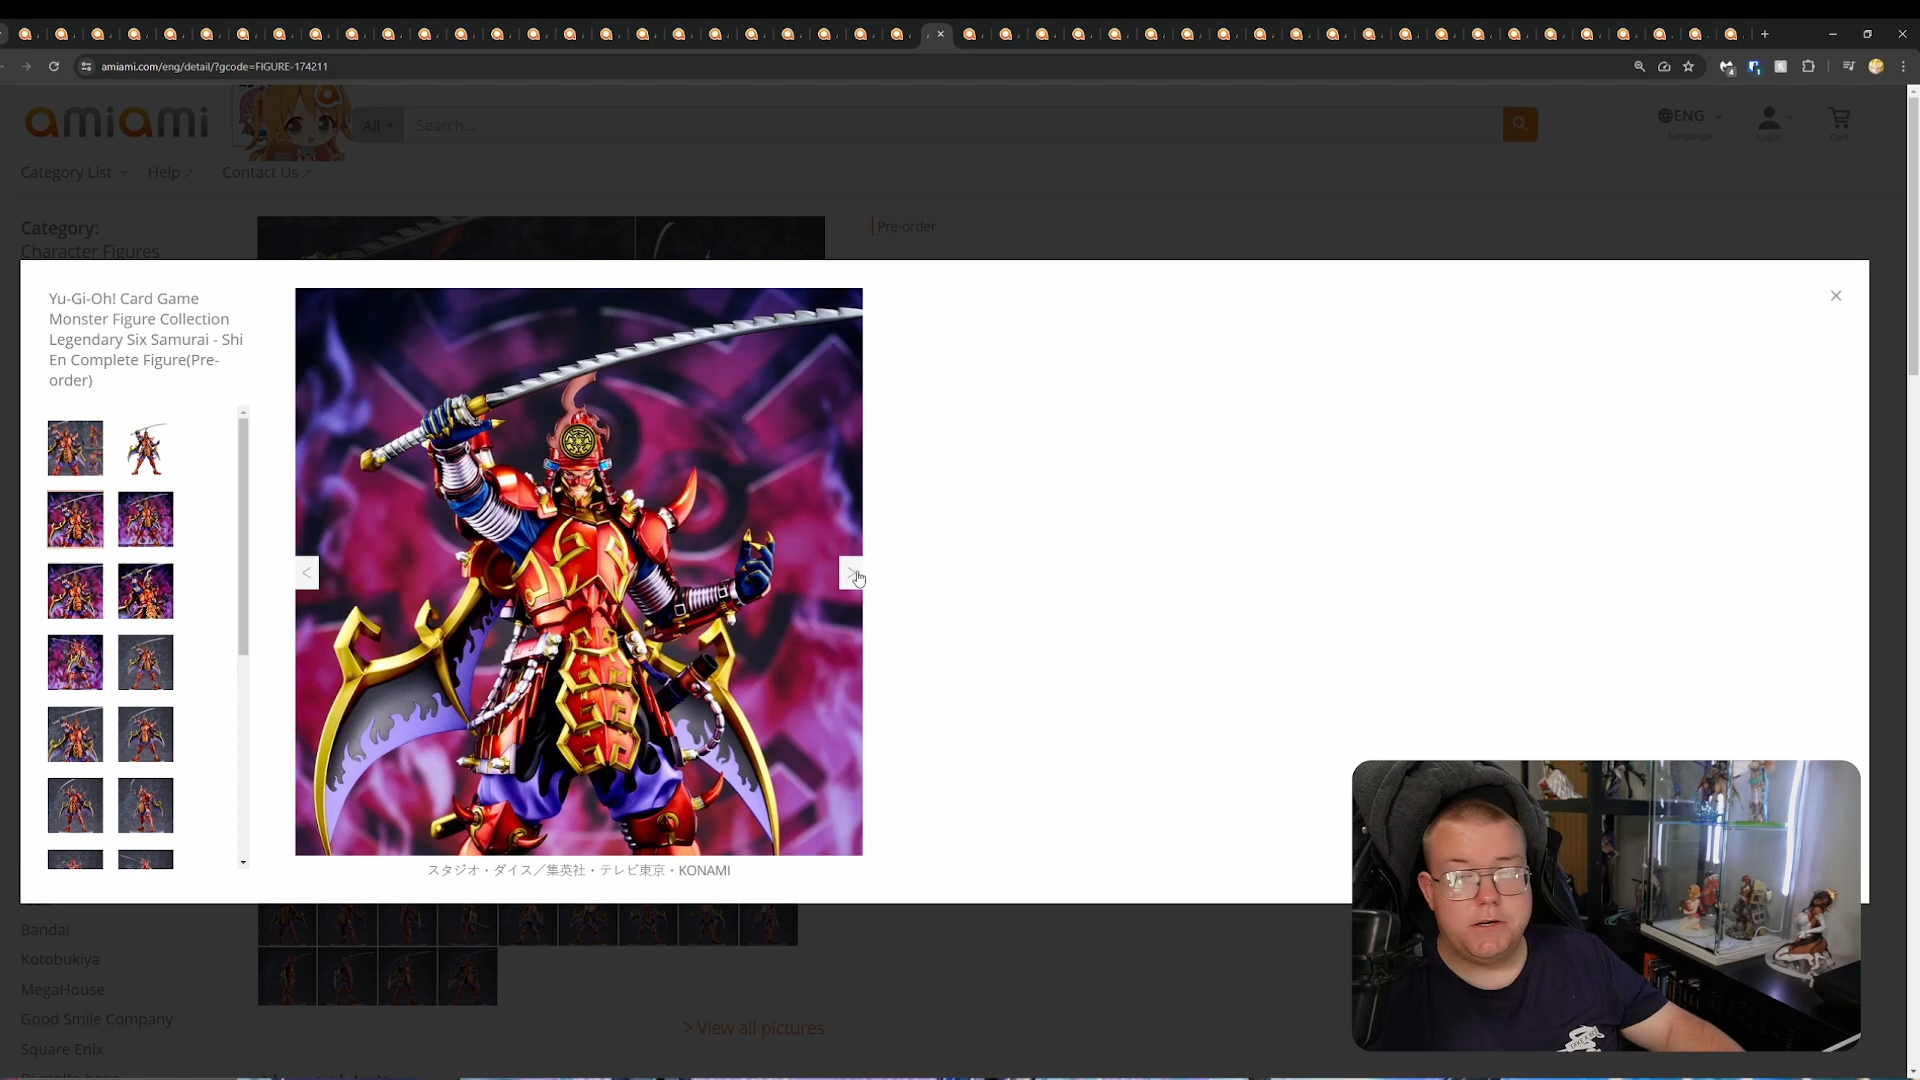 amiami.com/eng/detail/?gcode=FIGURE-174211
amiami
All
Search...
ENG
Language
Login
Cart
Category List
Help
Contact Us
Category:
Character Figures
Pre-order
Yu-Gi-Oh! Card Game
Monster Figure Collection
Legendary Six Samurai - Shi
En Complete Figure(Pre-
order)
<
>
×
スタジオ・ダイス／集英社・テレビ東京・KONAMI
Bandai
Kotobukiya
MegaHouse
Good Smile Company
Square Enix
> View all pictures